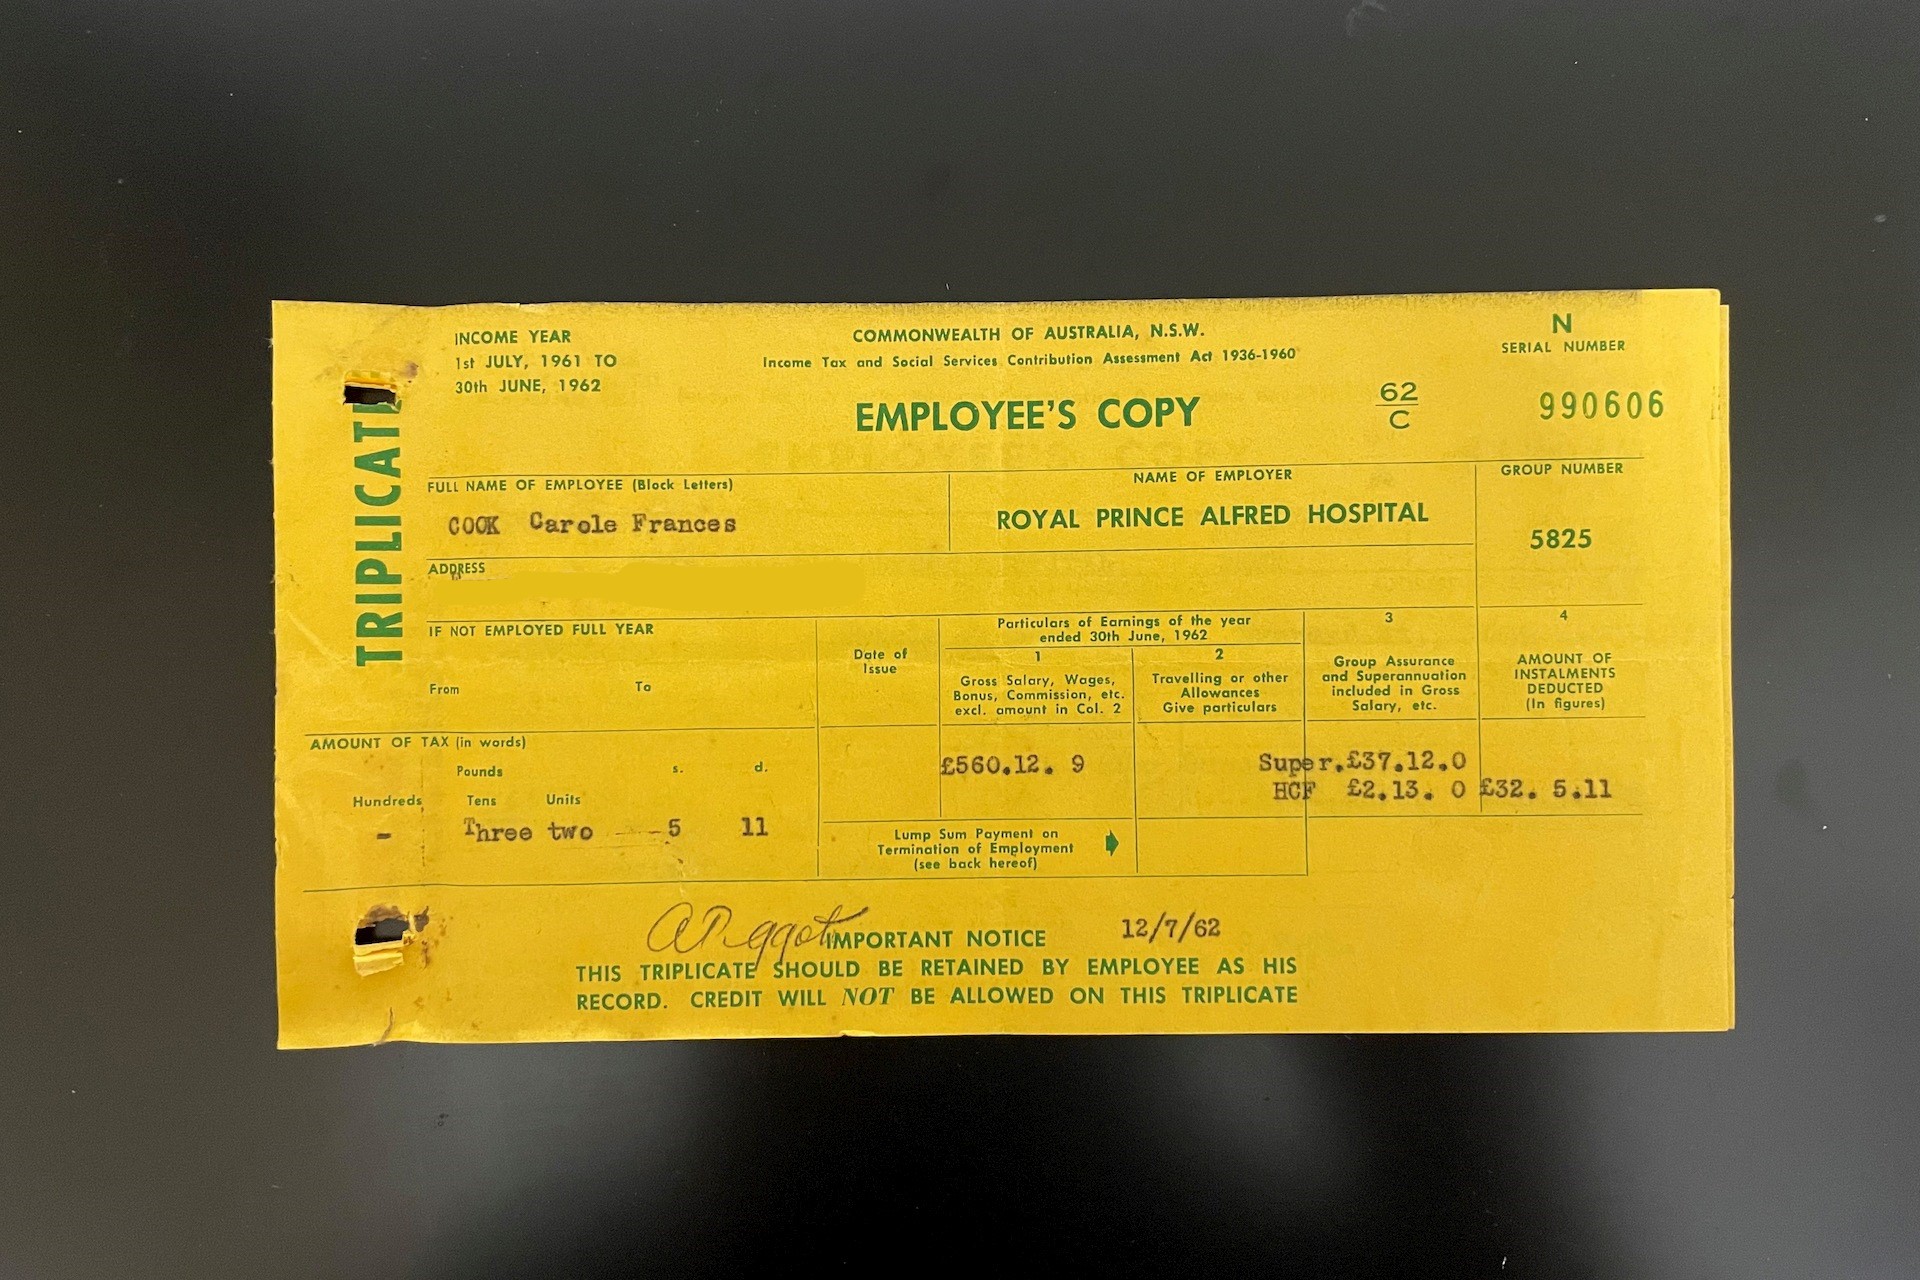 TRIPLICATE
INCOME YEAR
1st JULY, 1961 TO
30th JUNE, 1962
COMMONWEALTH OF AUSTRALIA, N.S.W.
Income Tax and Social Services Contribution Assessment Act 1936-1960
EMPLOYEE'S COPY
62
C
N
SERIAL NUMBER
990606
FULL NAME OF EMPLOYEE (Block Letters)
COOK Carole Frances
NAME OF EMPLOYER
ROYAL PRINCE ALFRED HOSPITAL
GROUP NUMBER
5825
ADDRESS
IF NOT EMPLOYED FULL YEAR
From To
Date of
Issue
Particulars of Earnings of the year
ended 30th June, 1962
1
Gross Salary, Wages,
Bonus, Commission, etc.
excl. amount in Col. 2
2
Travelling or other
Allowances
Give particulars
3
Group Assurance
and Superannuation
included in Gross
Salary, etc.
4
AMOUNT OF
INSTALMENTS
DEDUCTED
(In figures)
AMOUNT OF TAX (in words)
Pounds s. d.
Hundreds Tens Units
- Three two 5 11
£560.12. 9
Super.£37.12.0
HCF £2.13. 0 £32. 5.11
Lump Sum Payment on
Termination of Employment
(see back hereof)
IMPORTANT NOTICE 12/7/62
THIS TRIPLICATE SHOULD BE RETAINED BY EMPLOYEE AS HIS
RECORD. CREDIT WILL NOT BE ALLOWED ON THIS TRIPLICATE